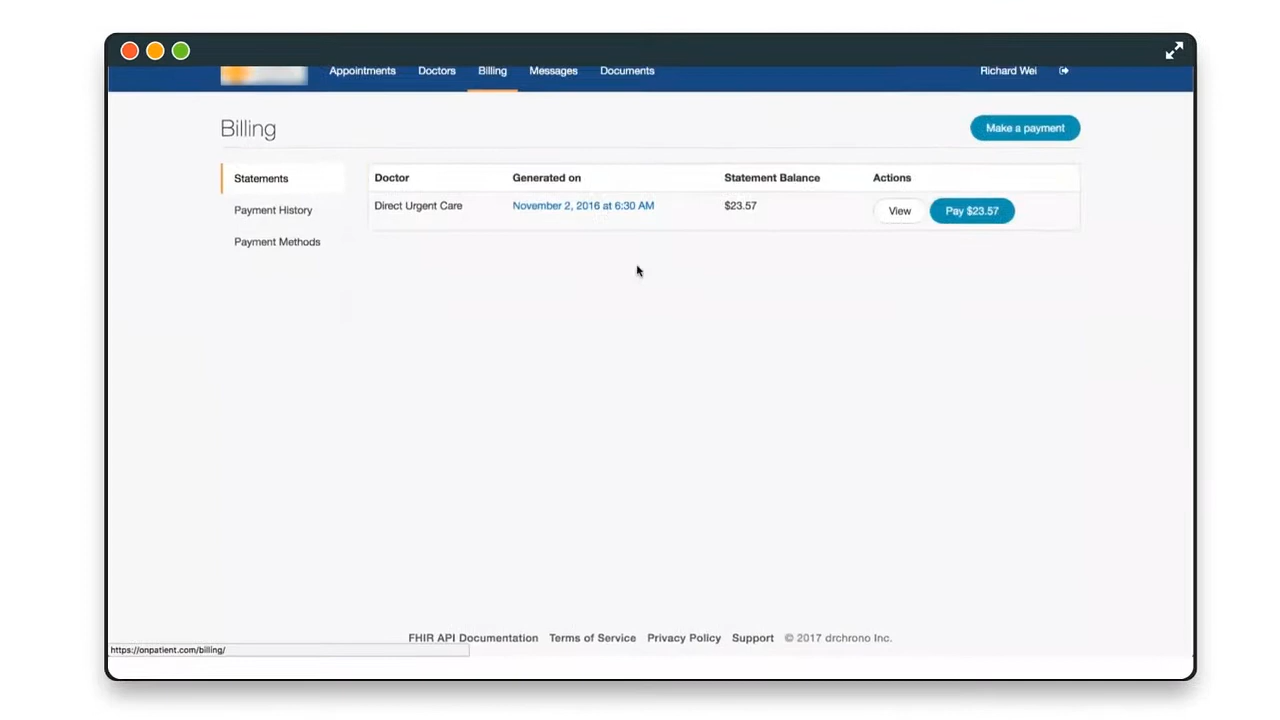 Appointments Doctors Billing Messages Documents Richard Wei
Billing Make a payment
Statements
Payment History
Payment Methods
Doctor Generated on Statement Balance Actions
Direct Urgent Care November 2, 2016 at 6:30 AM $23.57 View Pay $23.57
FHIR API Documentation Terms of Service Privacy Policy Support © 2017 drchrono Inc.
https://onpatient.com/billing/